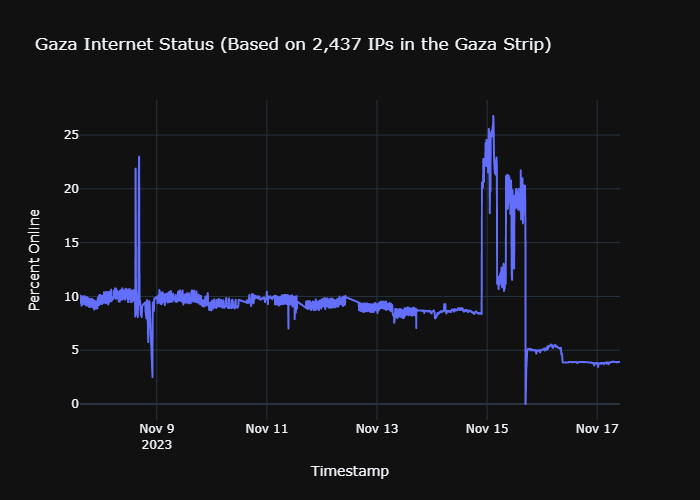 Gaza Internet Status (Based on 2,437 IPs in the Gaza Strip)
Percent Online
25
20
15
10
5
0
Nov 9
2023
Nov 11
Nov 13
Nov 15
Nov 17
Timestamp